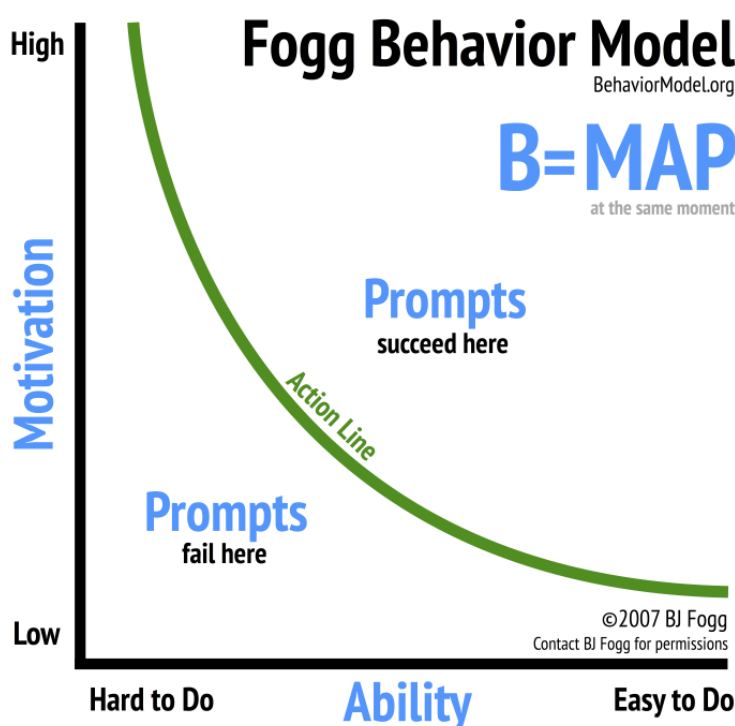 High
Fogg Behavior Model
BehaviorModel.org
B=MAP
at the same moment
Motivation
Prompts
succeed here
Action Line
Prompts
fail here
Low
©2007 BJ Fogg
Contact BJ Fogg for permissions
Hard to Do
Ability
Easy to Do